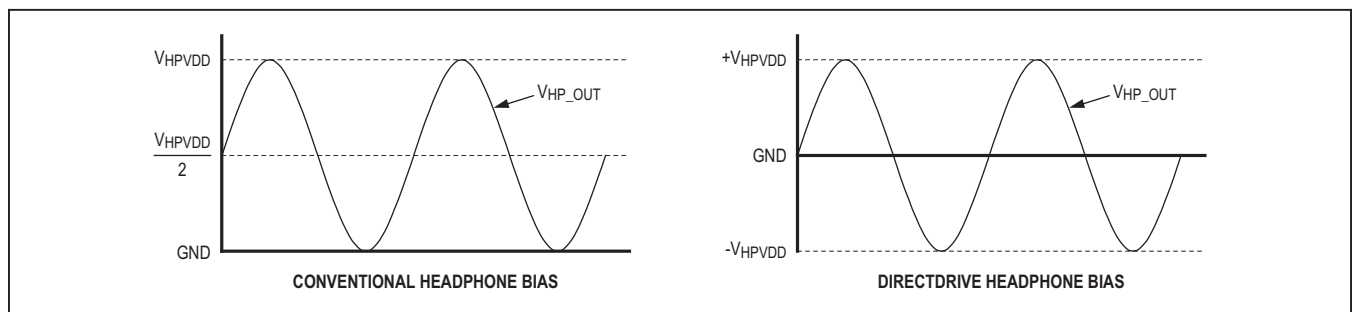 VHPVDD
VHP_OUT
VHPVDD
2
GND
CONVENTIONAL HEADPHONE BIAS
+VHPVDD
VHP_OUT
GND
-VHPVDD
DIRECTDRIVE HEADPHONE BIAS